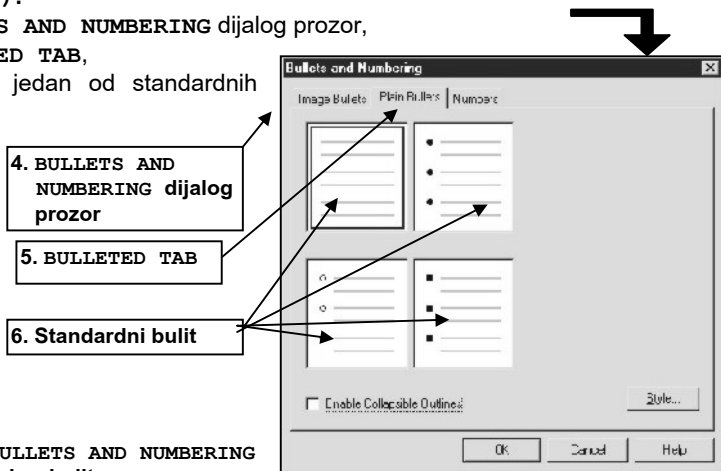 S AND NUMBERING dijalog prozor,
ED TAB,
jedan od standardnih
4. BULLETS AND
NUMBERING dijalog
prozor
5. BULLETED TAB
6. Standardni bulit
Bullets and Numbering
Image Bullets Plain Bullets Numbers
Enable Collapsible Outlines
Style...
OK Cancel Help
ULLETS AND NUMBERING